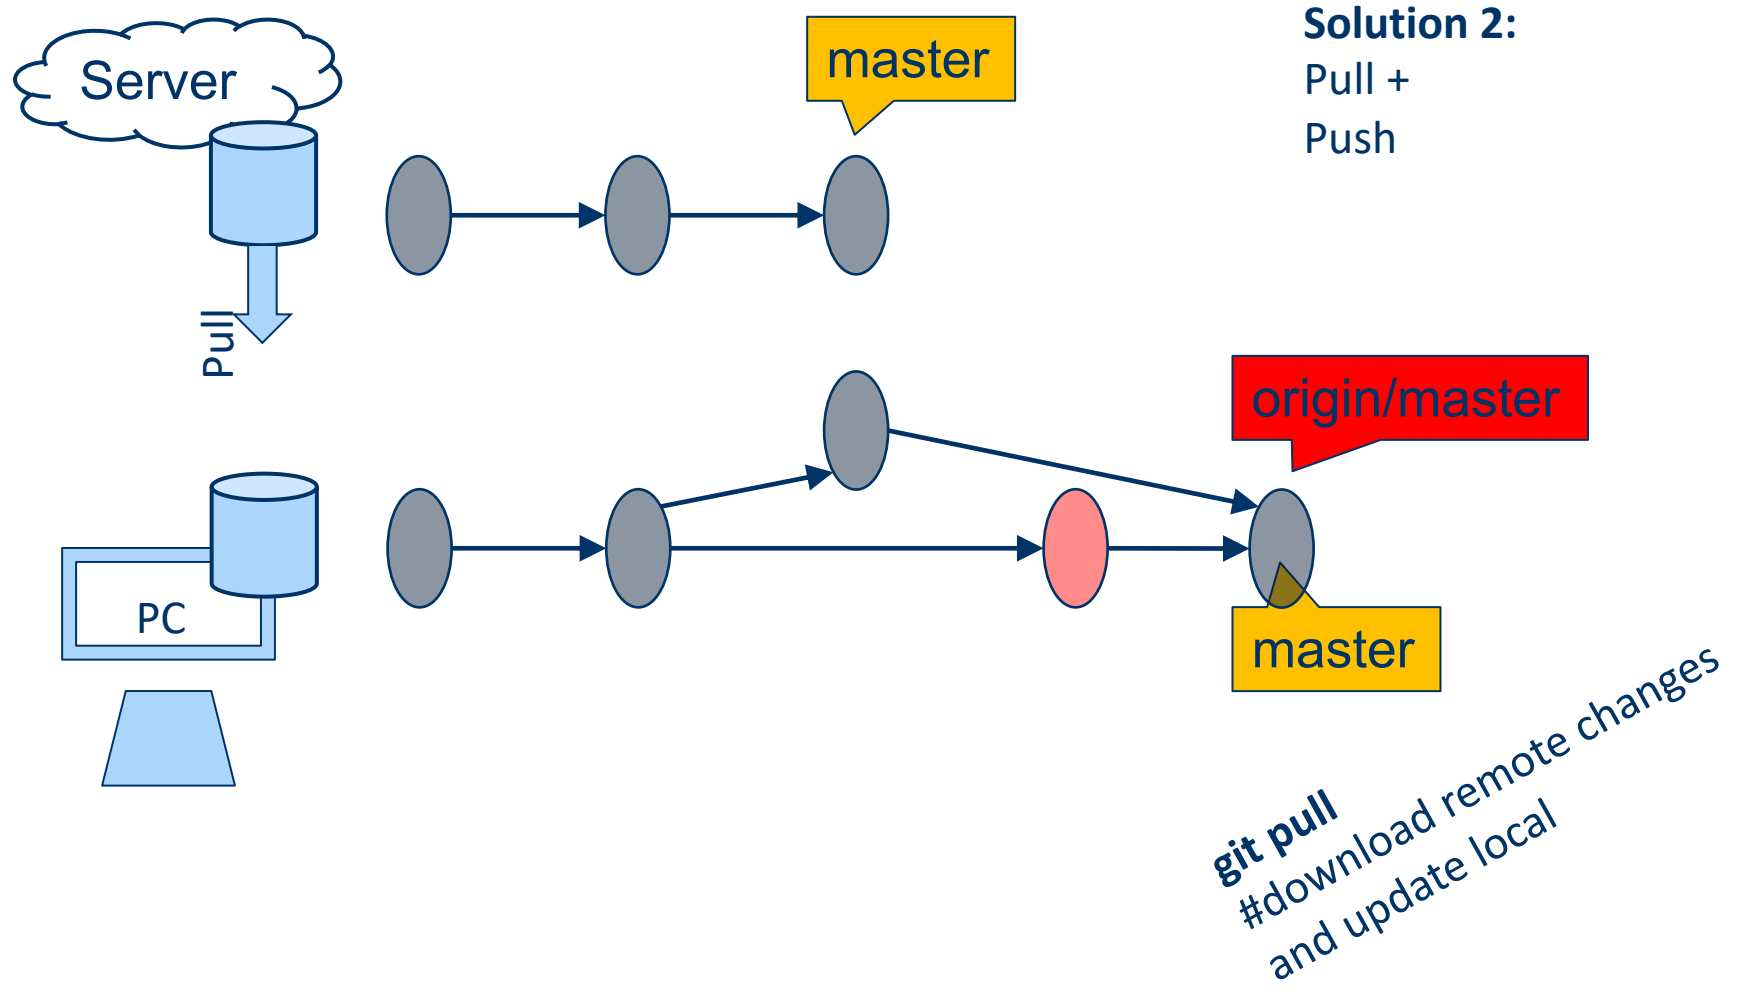 Server
master
Solution 2:
Pull +
Push
Pull
origin/master
PC
master
git pull
#download remote changes
and update local